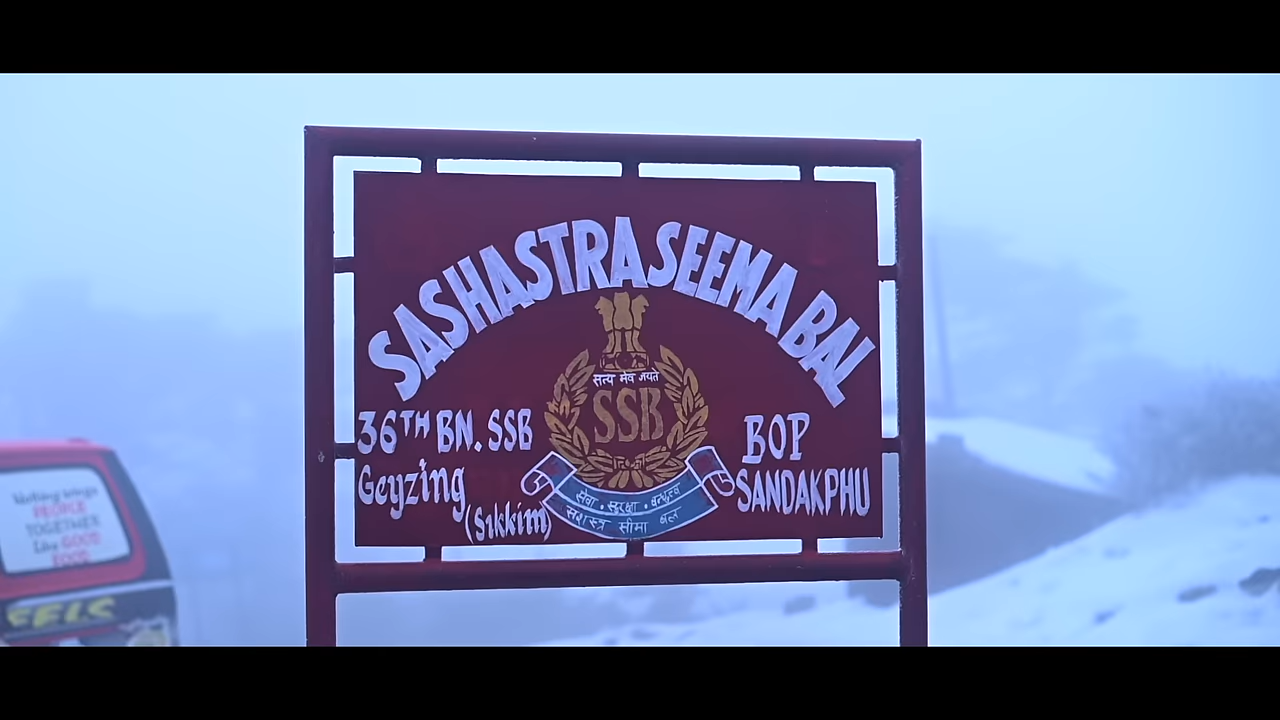 SASHASTRA SEEMA BAL
सत्य मेव जयते
SSB
36TH BN. SSB
Geyzing
(Sikkim)
BOP
SANDAKPHU
सेवा • सुरक्षा • बन्धुत्व
सशस्त्र सीमा बल
PEOPLE
TOGETHER
like GOOD
FOOD